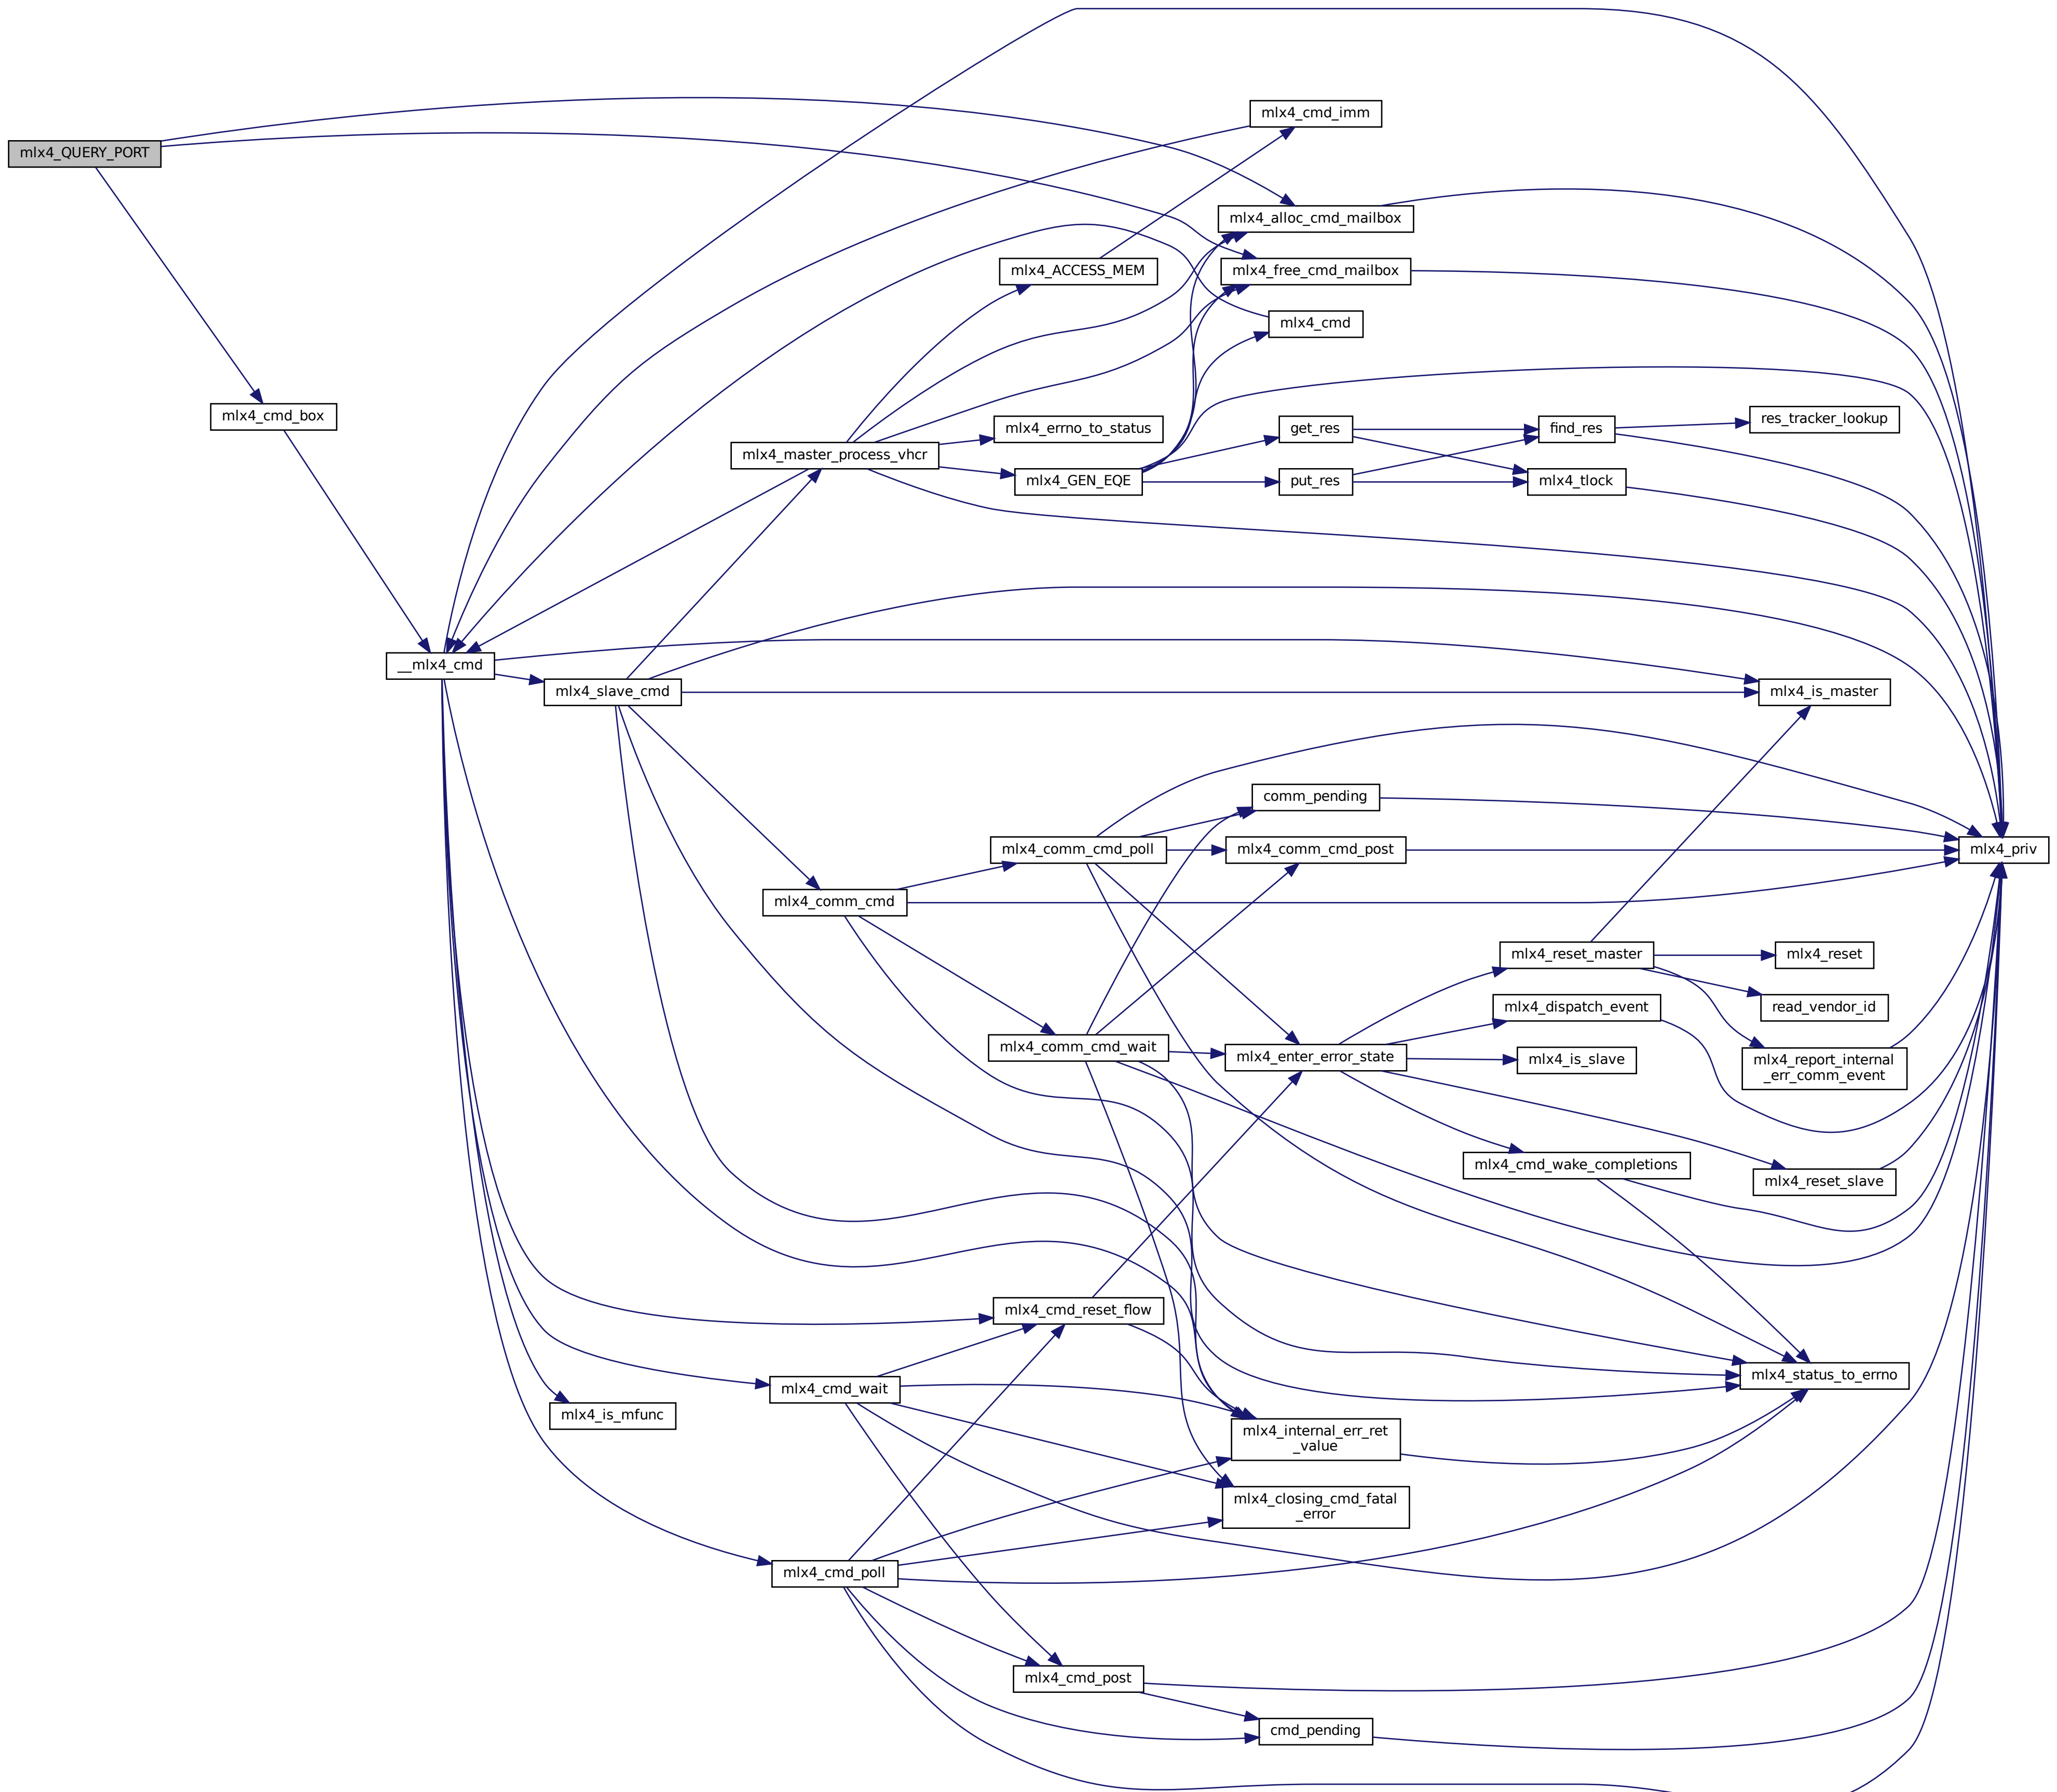 mlx4_cmd_imm
mlx4_QUERY_PORT
mlx4_alloc_cmd_mailbox
mlx4_ACCESS_MEM
mlx4_free_cmd_mailbox
mlx4_cmd
mlx4_cmd_box
res_tracker_lookup
mlx4_errno_to_status
get_res
find_res
mlx4_master_process_vhcr
mlx4_GEN_EQE
put_res
mlx4_tlock
__mlx4_cmd
mlx4_slave_cmd
mlx4_is_master
comm_pending
mlx4_comm_cmd_poll
mlx4_comm_cmd_post
mlx4_priv
mlx4_comm_cmd
mlx4_reset_master
mlx4_reset
mlx4_dispatch_event
read_vendor_id
mlx4_comm_cmd_wait
mlx4_enter_error_state
mlx4_is_slave
mlx4_report_internal
_err_comm_event
mlx4_cmd_wake_completions
mlx4_reset_slave
mlx4_cmd_reset_flow
mlx4_status_to_errno
mlx4_cmd_wait
mlx4_is_mfunc
mlx4_internal_err_ret
_value
mlx4_closing_cmd_fatal
_error
mlx4_cmd_poll
mlx4_cmd_post
cmd_pending